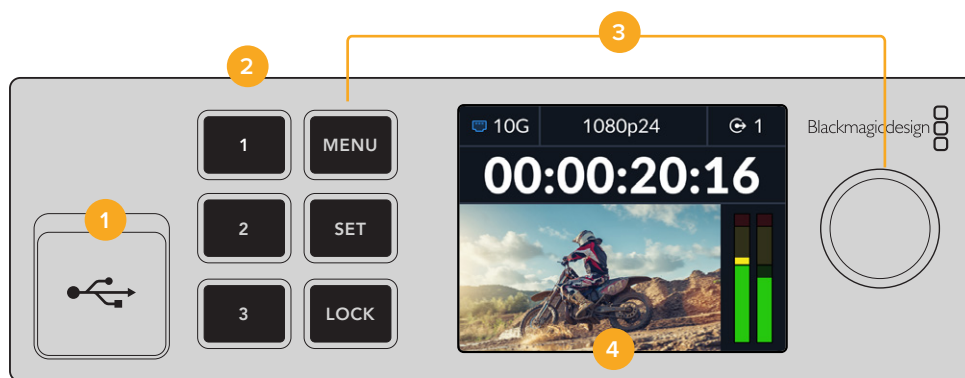 3
2
1 MENU
10G 1080p24 1
Blackmagicdesign
00:00:20:16
1
2 SET
3 LOCK
4